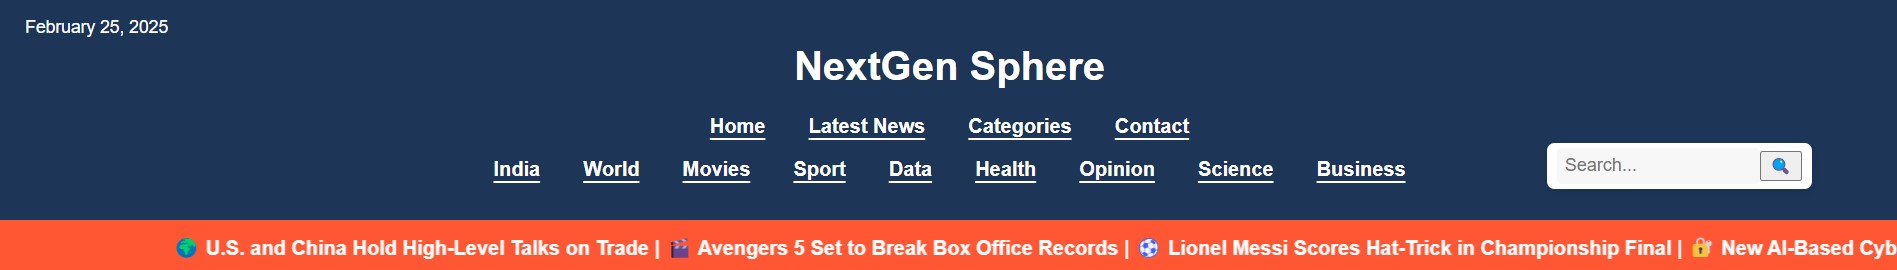 February 25, 2025
NextGen Sphere
Home Latest News Categories Contact
India World Movies Sport Data Health Opinion Science Business
Search...
U.S. and China Hold High-Level Talks on Trade | Avengers 5 Set to Break Box Office Records | Lionel Messi Scores Hat-Trick in Championship Final | New AI-Based Cyb